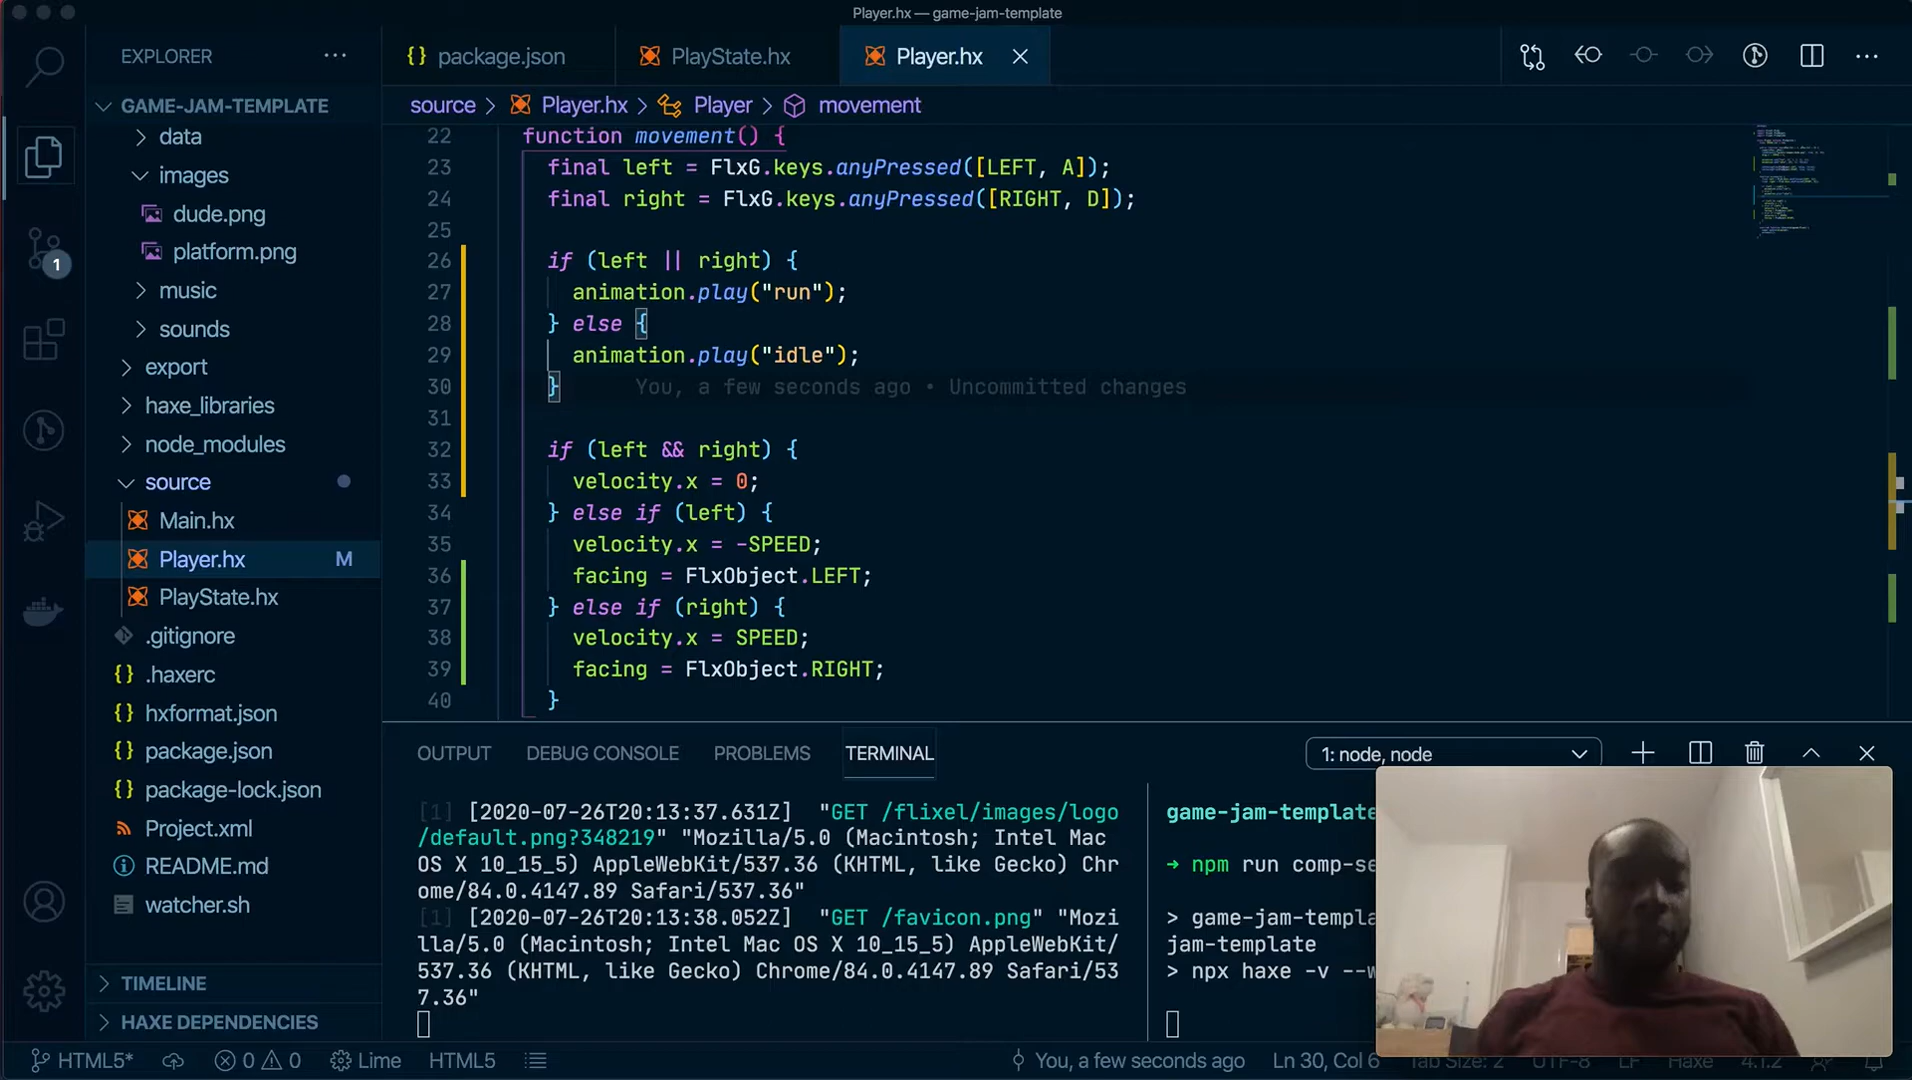 Player.hx — game-jam-template
EXPLORER
package.json
PlayState.hx
Player.hx
GAME-JAM-TEMPLATE
source > Player.hx > Player > movement
data
images
dude.png
platform.png
music
sounds
export
haxe_libraries
node_modules
source
Main.hx
Player.hx M
PlayState.hx
.gitignore
.haxerc
hxformat.json
package.json
package-lock.json
Project.xml
README.md
watcher.sh
TIMELINE
HAXE DEPENDENCIES
1
22 function movement() {
23 final left = FlxG.keys.anyPressed([LEFT, A]);
24 final right = FlxG.keys.anyPressed([RIGHT, D]);
25
26 if (left || right) {
27 animation.play("run");
28 } else {
29 animation.play("idle");
30 } You, a few seconds ago • Uncommitted changes
31
32 if (left && right) {
33 velocity.x = 0;
34 } else if (left) {
35 velocity.x = -SPEED;
36 facing = FlxObject.LEFT;
37 } else if (right) {
38 velocity.x = SPEED;
39 facing = FlxObject.RIGHT;
40 }
OUTPUT DEBUG CONSOLE PROBLEMS TERMINAL
1: node, node
[1] [2020-07-26T20:13:37.631Z] "GET /flixel/images/logo
/default.png?348219" "Mozilla/5.0 (Macintosh; Intel Mac
OS X 10_15_5) AppleWebKit/537.36 (KHTML, like Gecko) Chr
ome/84.0.4147.89 Safari/537.36"
[1] [2020-07-26T20:13:38.052Z] "GET /favicon.png" "Mozi
lla/5.0 (Macintosh; Intel Mac OS X 10_15_5) AppleWebKit/
537.36 (KHTML, like Gecko) Chrome/84.0.4147.89 Safari/53
7.36"
game-jam-template
→ npm run comp-se
> game-jam-templa
jam-template
> npx haxe -v --w
HTML5* 0 0 Lime HTML5 You, a few seconds ago Ln 30, Col 6 Tab Size: 2 UTF-8 LF Haxe 4.1.2